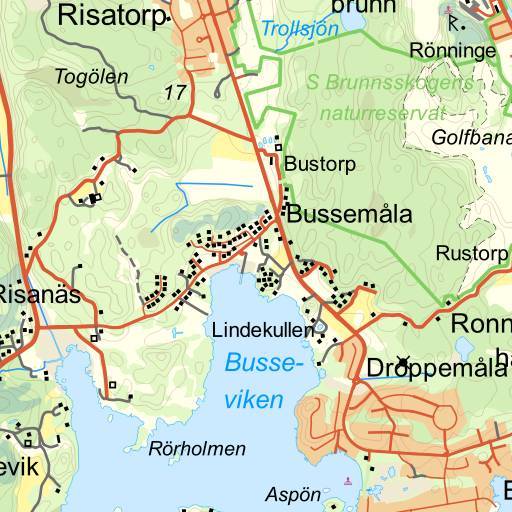 Risatorp
brunn
Trollsjön
Rönninge
Togölen
17
S Brunnsskogens
naturreservat
Golfbana
Bustorp
Bussemåla
Rustorp
Risanäs
Ronn
Lindekullen
Busse-
viken
Droppemåla
Rörholmen
evik
Aspön